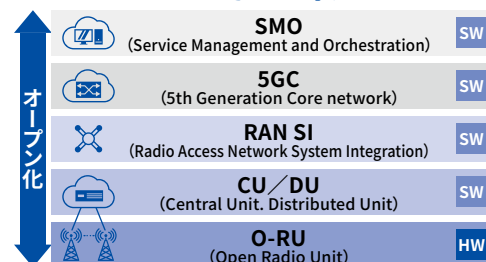 オープン化
SMO
(Service Management and Orchestration)
SW
5GC
(5th Generation Core network)
SW
RAN SI
(Radio Access Network System Integration)
SW
CU／DU
(Central Unit. Distributed Unit)
SW
O-RU
(Open Radio Unit)
HW